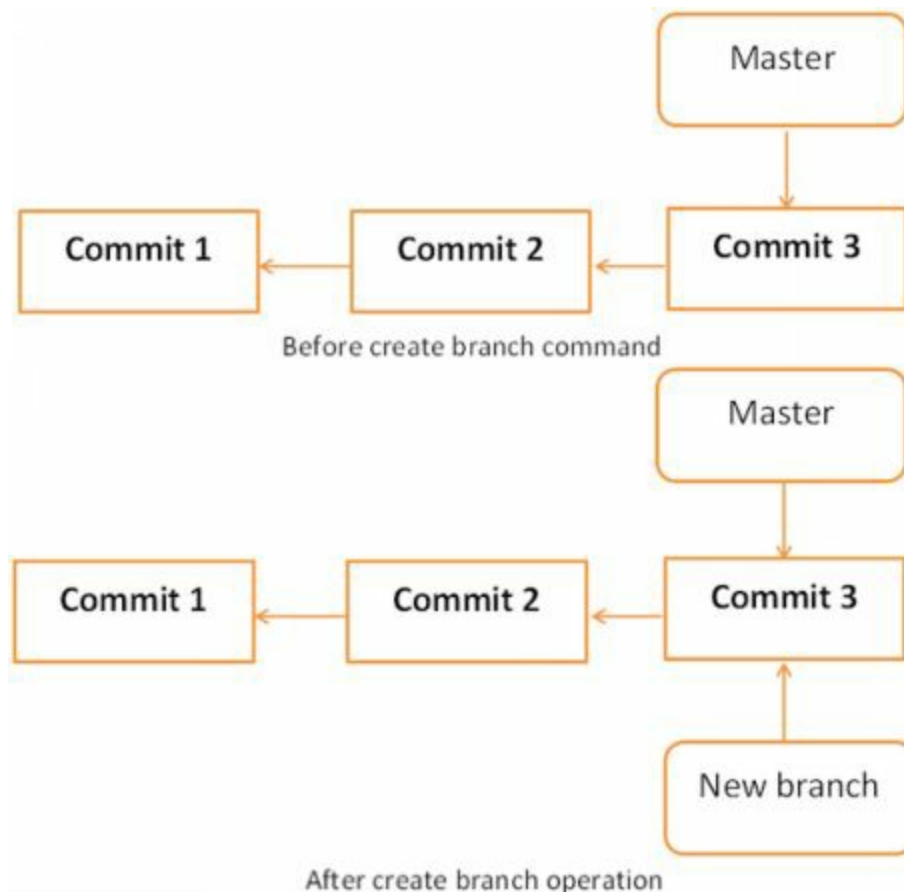 Master
Commit 1 Commit 2 Commit 3
Before create branch command
Master
Commit 1 Commit 2 Commit 3
New branch
After create branch operation